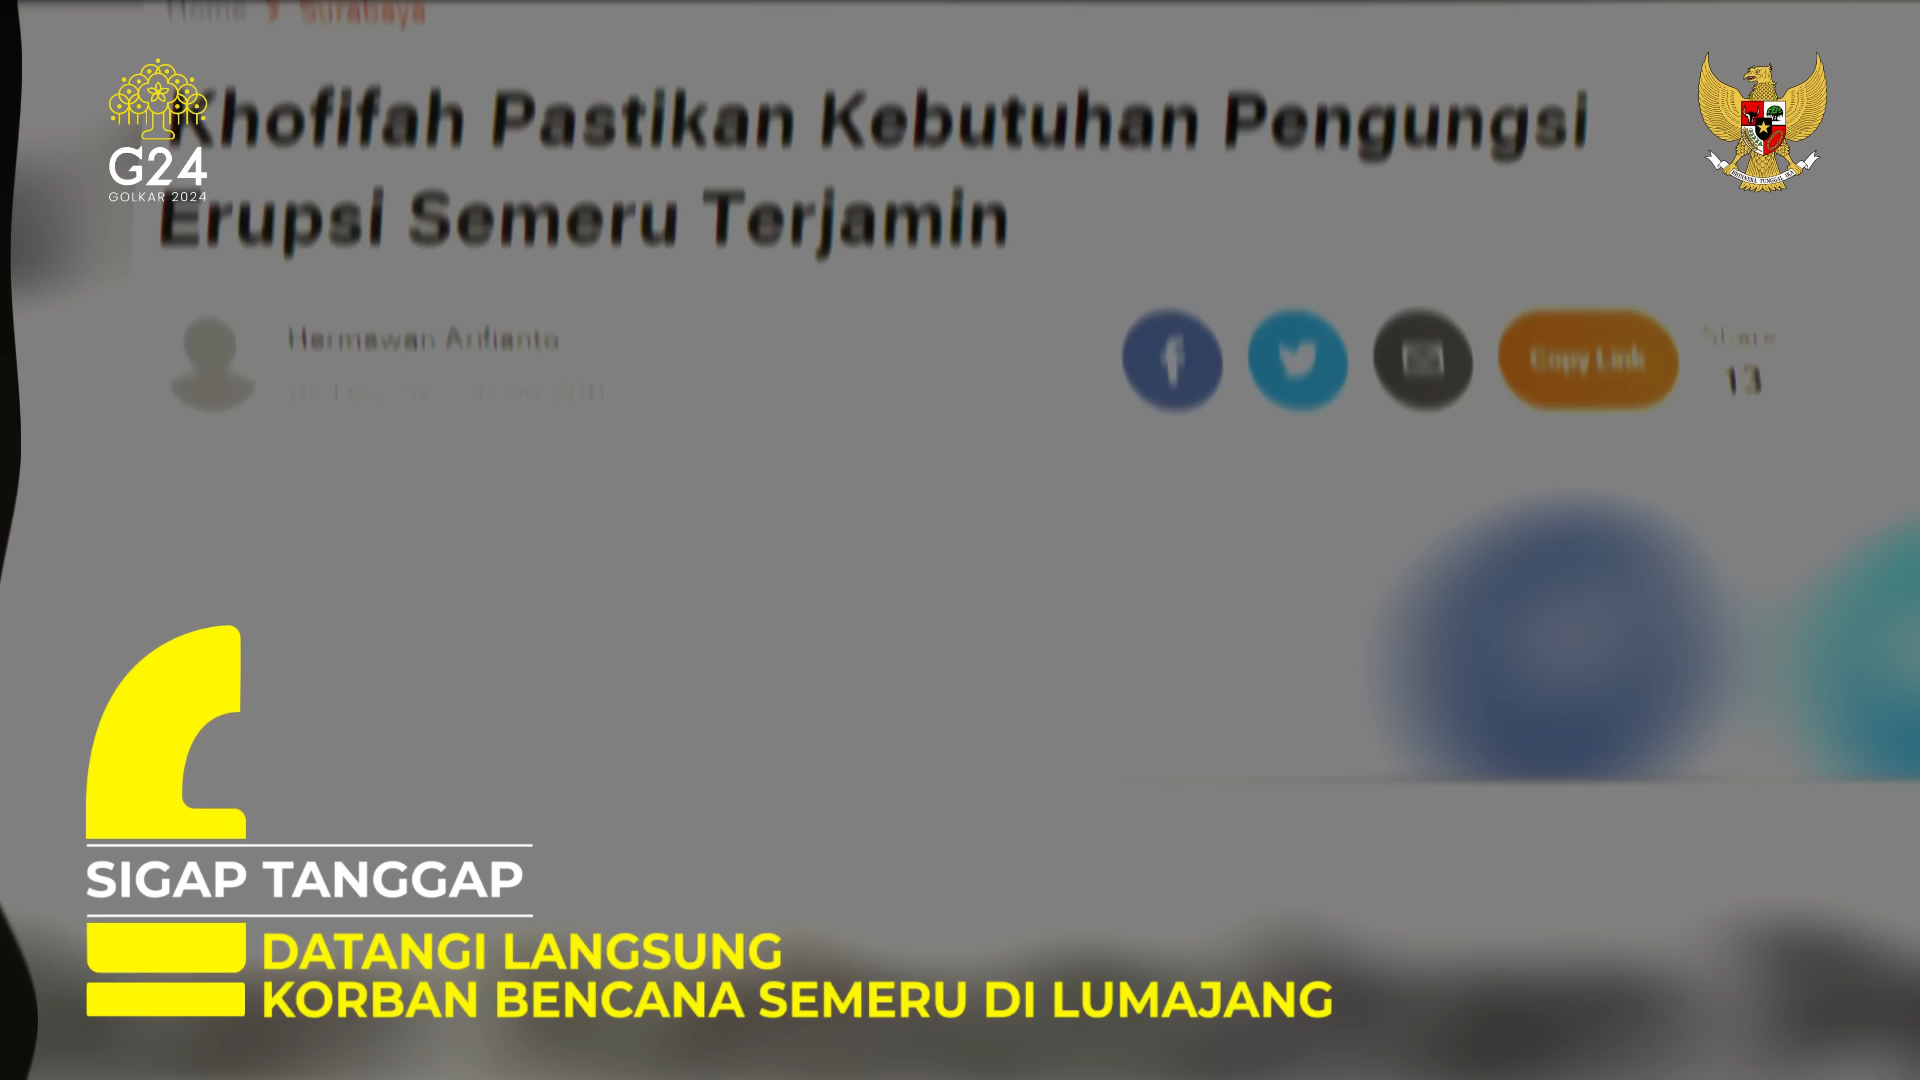 Home > Surabaya
Khofifah Pastikan Kebutuhan Pengungsi
Erupsi Semeru Terjamin
G24
GOLKAR 2024
Hermawan Arifianto
Copy Link
Share
13
SIGAP TANGGAP
DATANGI LANGSUNG
KORBAN BENCANA SEMERU DI LUMAJANG